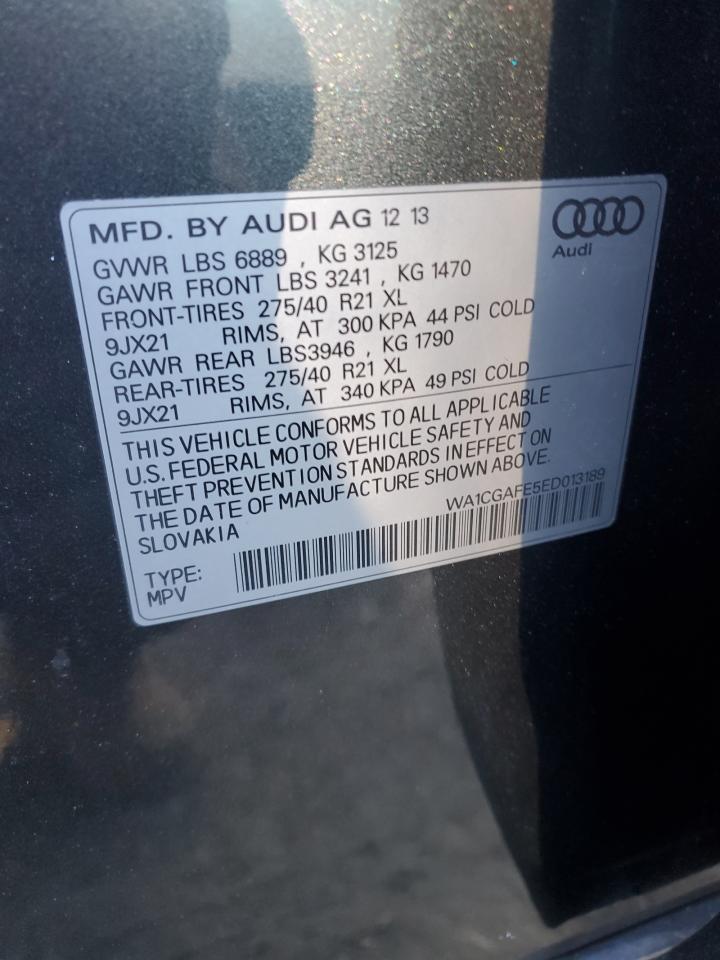 MFD. BY AUDI AG 12 13
Audi
GVWR LBS 6889 , KG 3125
GAWR FRONT LBS 3241 , KG 1470
FRONT-TIRES 275/40 R21 XL
9JX21 RIMS, AT 300 KPA 44 PSI COLD
GAWR REAR LBS3946 , KG 1790
REAR-TIRES 275/40 R21 XL
9JX21 RIMS, AT 340 KPA 49 PSI COLD
THIS VEHICLE CONFORMS TO ALL APPLICABLE
U.S. FEDERAL MOTOR VEHICLE SAFETY AND
THEFT PREVENTION STANDARDS IN EFFECT ON
THE DATE OF MANUFACTURE SHOWN ABOVE.
SLOVAKIA WA1CGAFE5ED013189
TYPE:
MPV